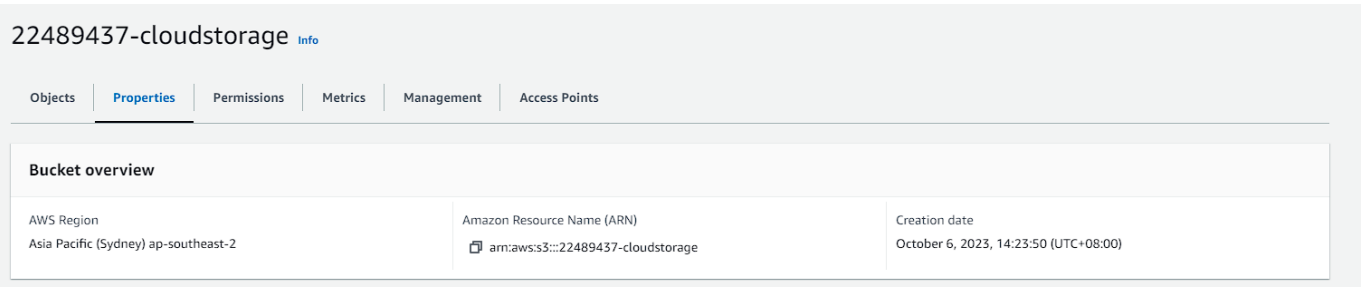 22489437-cloudstorage Info
Objects Properties Permissions Metrics Management Access Points
Bucket overview
AWS Region
Asia Pacific (Sydney) ap-southeast-2
Amazon Resource Name (ARN)
arn:aws:s3:::22489437-cloudstorage
Creation date
October 6, 2023, 14:23:50 (UTC+08:00)